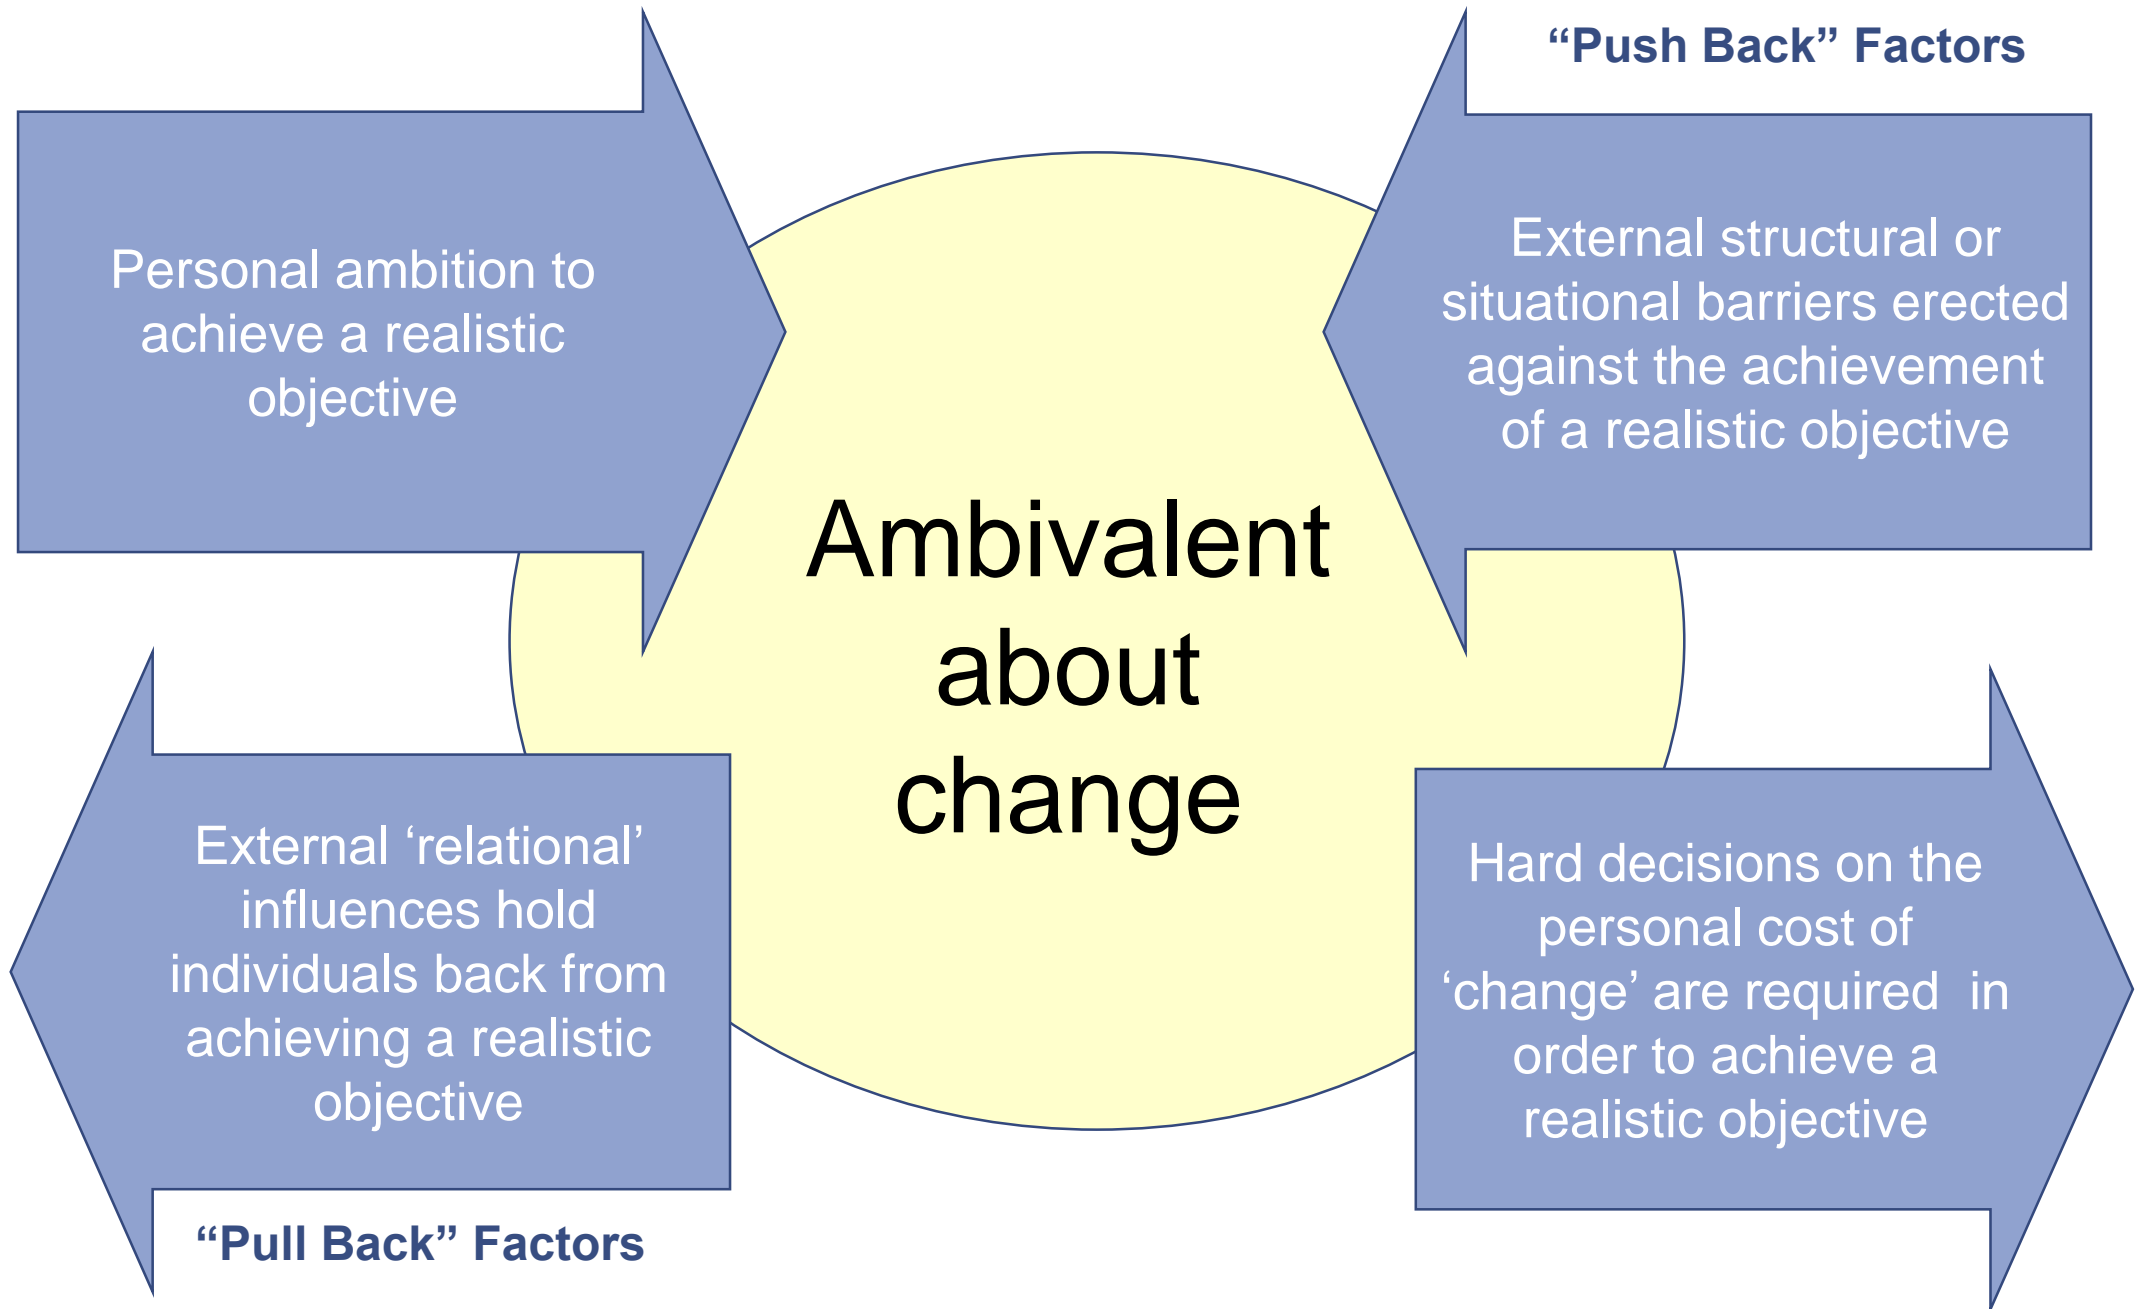 “Push Back” Factors
Personal ambition to
achieve a realistic
objective
External structural or
situational barriers erected
against the achievement
of a realistic objective
Ambivalent
about
change
External ‘relational’
influences hold
individuals back from
achieving a realistic
objective
Hard decisions on the
personal cost of
‘change’ are required  in
order to achieve a
realistic objective
“Pull Back” Factors